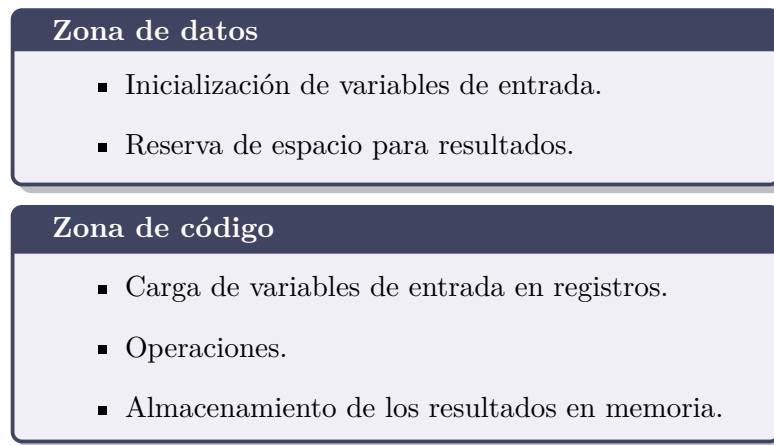 Zona de datos
Inicialización de variables de entrada.
Reserva de espacio para resultados.
Zona de código
Carga de variables de entrada en registros.
Operaciones.
Almacenamiento de los resultados en memoria.